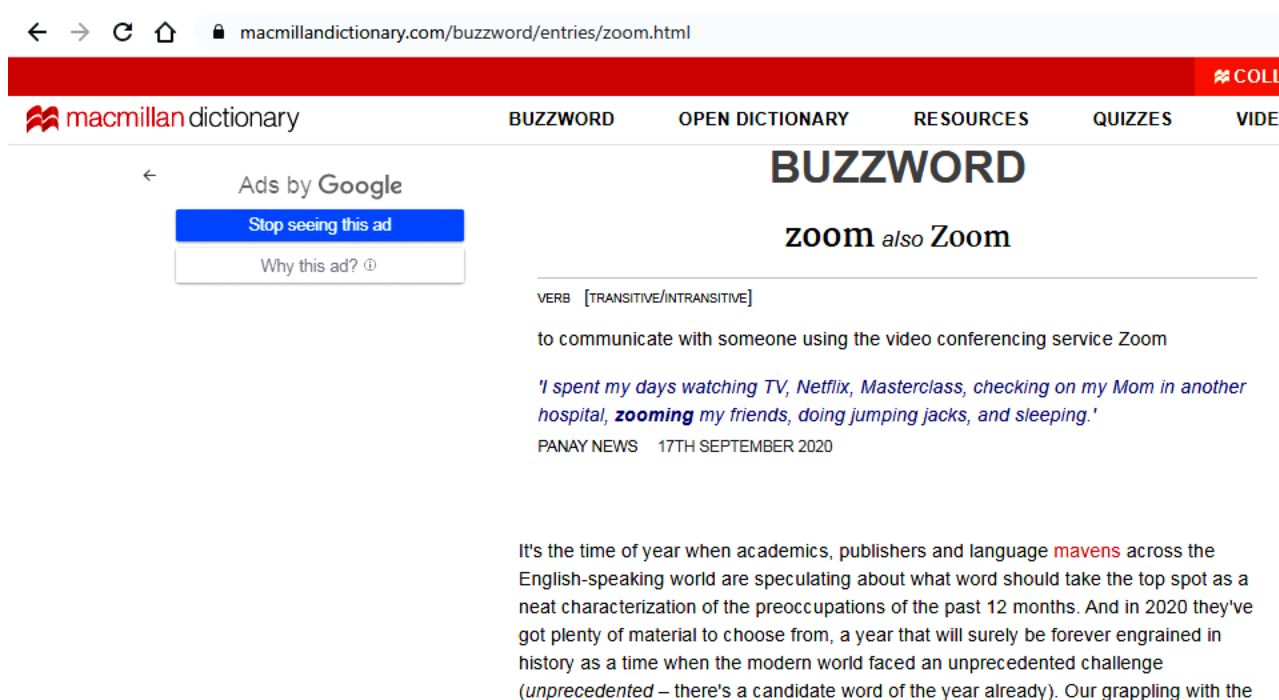 macmillandictionary.com/buzzword/entries/zoom.html
COLL
macmillan dictionary
BUZZWORD OPEN DICTIONARY RESOURCES QUIZZES VIDE
Ads by Google
Stop seeing this ad
Why this ad?
BUZZWORD
zoom also Zoom
VERB [TRANSITIVE/INTRANSITIVE]
to communicate with someone using the video conferencing service Zoom
'I spent my days watching TV, Netflix, Masterclass, checking on my Mom in another
hospital, zooming my friends, doing jumping jacks, and sleeping.'
PANAY NEWS 17TH SEPTEMBER 2020
It's the time of year when academics, publishers and language mavens across the
English-speaking world are speculating about what word should take the top spot as a
neat characterization of the preoccupations of the past 12 months. And in 2020 they've
got plenty of material to choose from, a year that will surely be forever engrained in
history as a time when the modern world faced an unprecedented challenge
(unprecedented – there's a candidate word of the year already). Our grappling with the